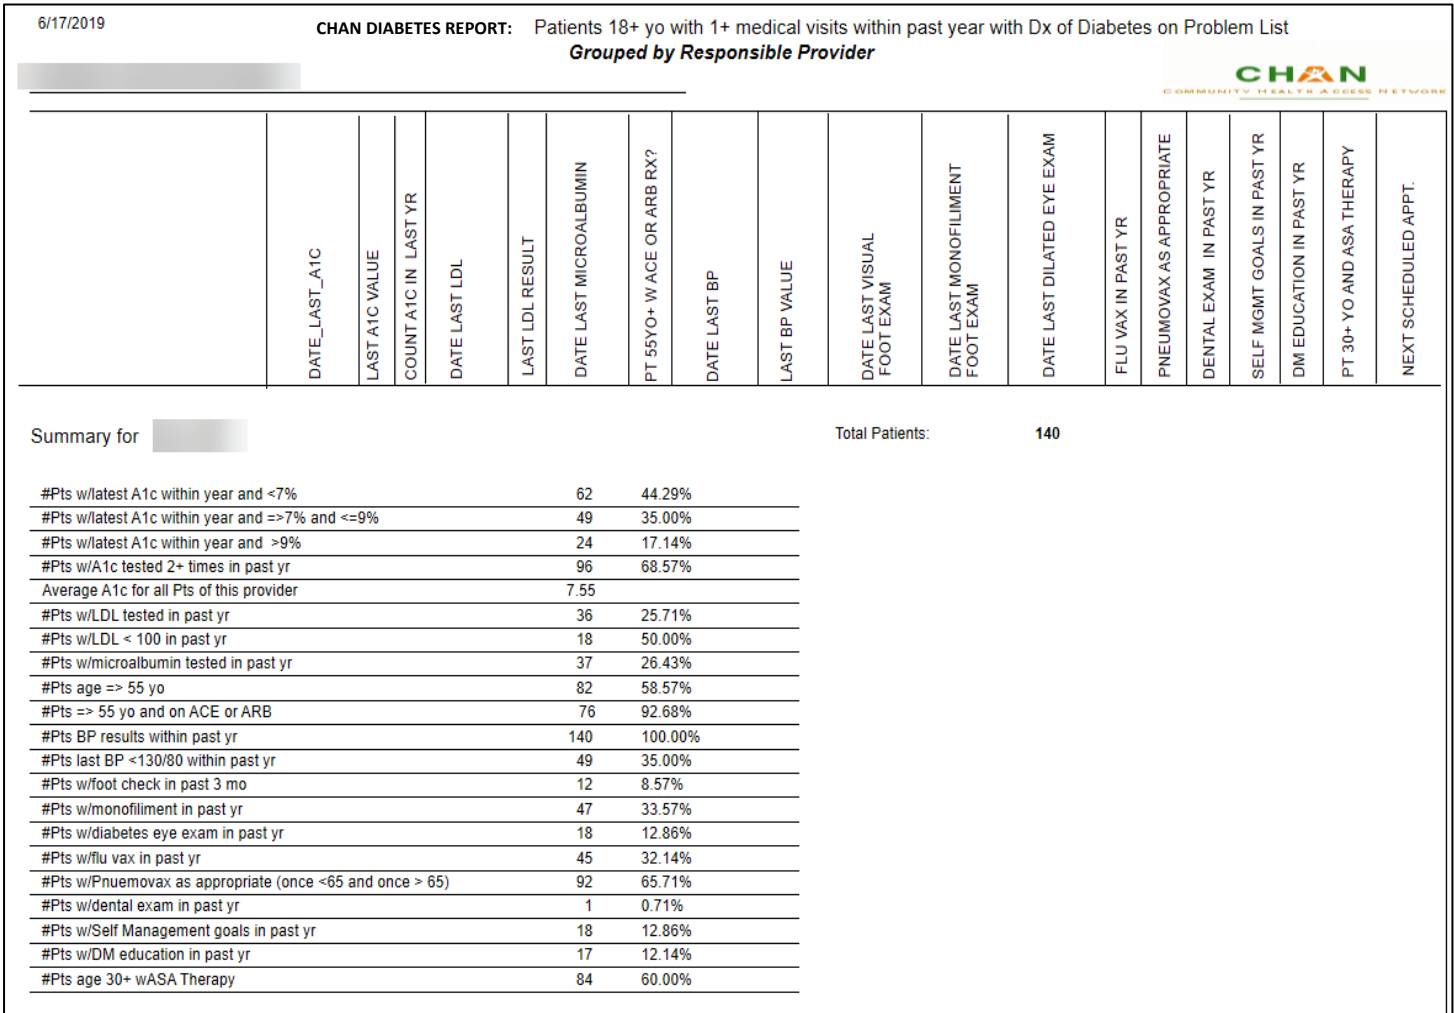 6/17/2019
CHAN DIABETES REPORT: Patients 18+ yo with 1+ medical visits within past year with Dx of Diabetes on Problem List
Grouped by Responsible Provider
CHAN
COMMUNITY HEALTH ACCESS NETWORK
DATE_LAST_A1C
LAST A1C VALUE
COUNT A1C IN LAST YR
DATE LAST LDL
LAST LDL RESULT
DATE LAST MICROALBUMIN
PT 55YO+ W ACE OR ARB RX?
DATE LAST BP
LAST BP VALUE
DATE LAST VISUAL
FOOT EXAM
DATE LAST MONOFILIMENT
FOOT EXAM
DATE LAST DILATED EYE EXAM
FLU VAX IN PAST YR
PNEUMOVAX AS APPROPRIATE
DENTAL EXAM IN PAST YR
SELF MGMT GOALS IN PAST YR
DM EDUCATION IN PAST YR
PT 30+ YO AND ASA THERAPY
NEXT SCHEDULED APPT.
Summary for
Total Patients: 140
#Pts w/latest A1c within year and <7% 62 44.29%
#Pts w/latest A1c within year and =>7% and <=9% 49 35.00%
#Pts w/latest A1c within year and >9% 24 17.14%
#Pts w/A1c tested 2+ times in past yr 96 68.57%
Average A1c for all Pts of this provider 7.55
#Pts w/LDL tested in past yr 36 25.71%
#Pts w/LDL < 100 in past yr 18 50.00%
#Pts w/microalbumin tested in past yr 37 26.43%
#Pts age => 55 yo 82 58.57%
#Pts => 55 yo and on ACE or ARB 76 92.68%
#Pts BP results within past yr 140 100.00%
#Pts last BP <130/80 within past yr 49 35.00%
#Pts w/foot check in past 3 mo 12 8.57%
#Pts w/monofiliment in past yr 47 33.57%
#Pts w/diabetes eye exam in past yr 18 12.86%
#Pts w/flu vax in past yr 45 32.14%
#Pts w/Pnuemovax as appropriate (once <65 and once > 65) 92 65.71%
#Pts w/dental exam in past yr 1 0.71%
#Pts w/Self Management goals in past yr 18 12.86%
#Pts w/DM education in past yr 17 12.14%
#Pts age 30+ wASA Therapy 84 60.00%